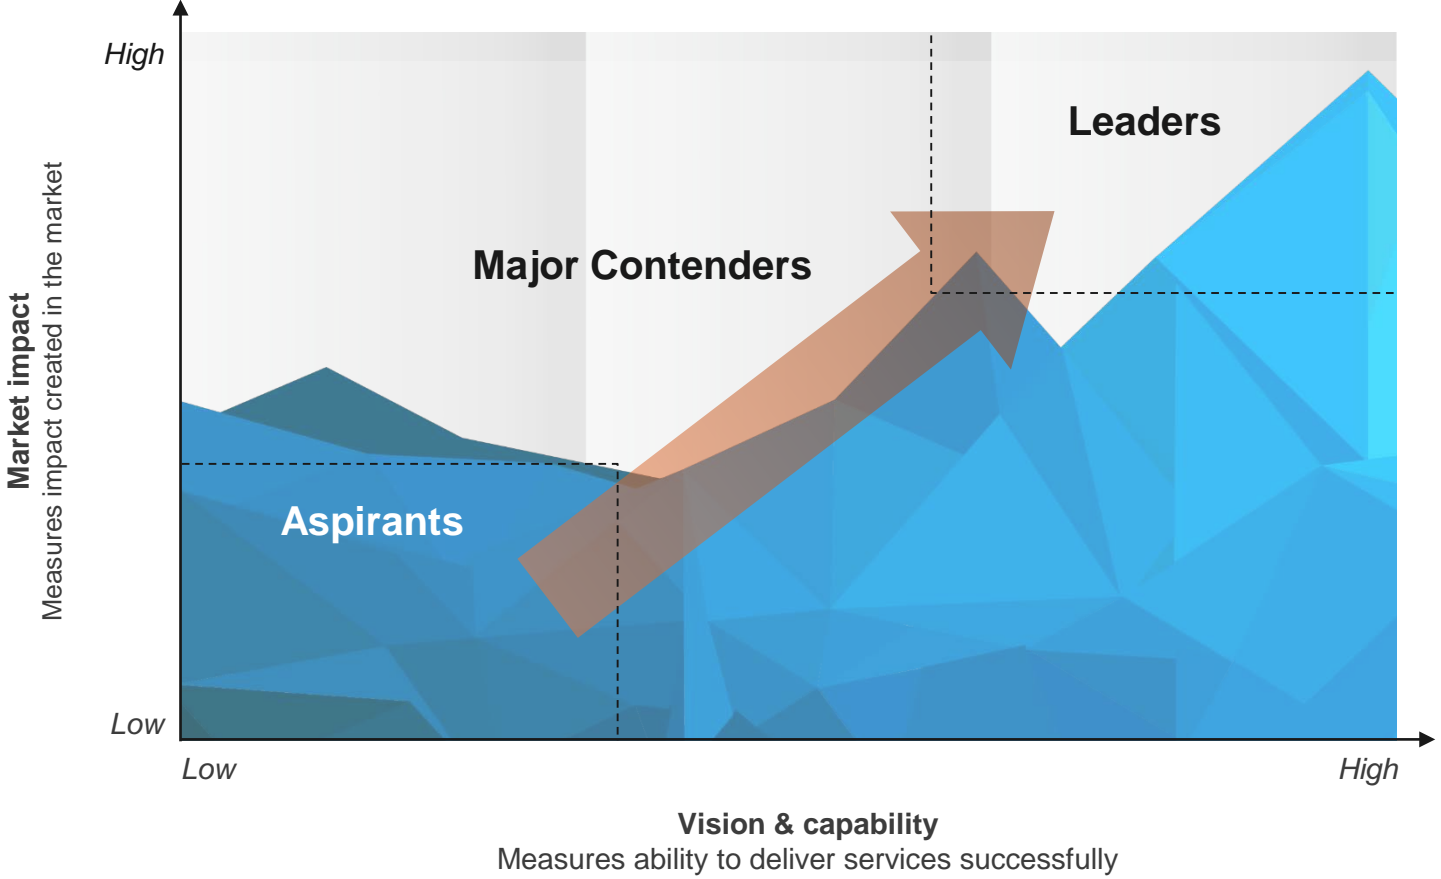 High
Leaders
Major Contenders
Market impact
Measures impact created in the market
Aspirants
Low
Low
High
Vision & capability
Measures ability to deliver services successfully